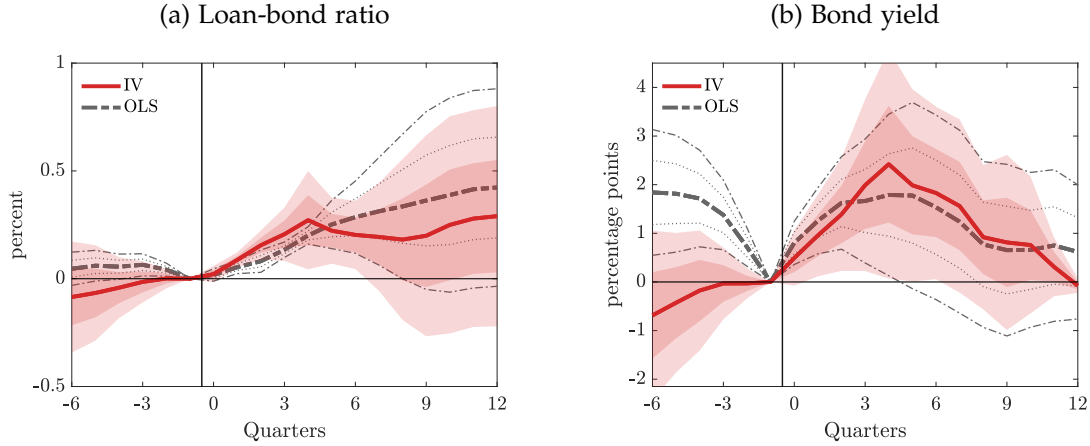 (a) Loan-bond ratio
1
0.5
0
-0.5
percent
IV
OLS
-6 -3 0 3 6 9 12
Quarters
(b) Bond yield
4
3
2
1
0
-1
-2
percentage points
IV
OLS
-6 -3 0 3 6 9 12
Quarters